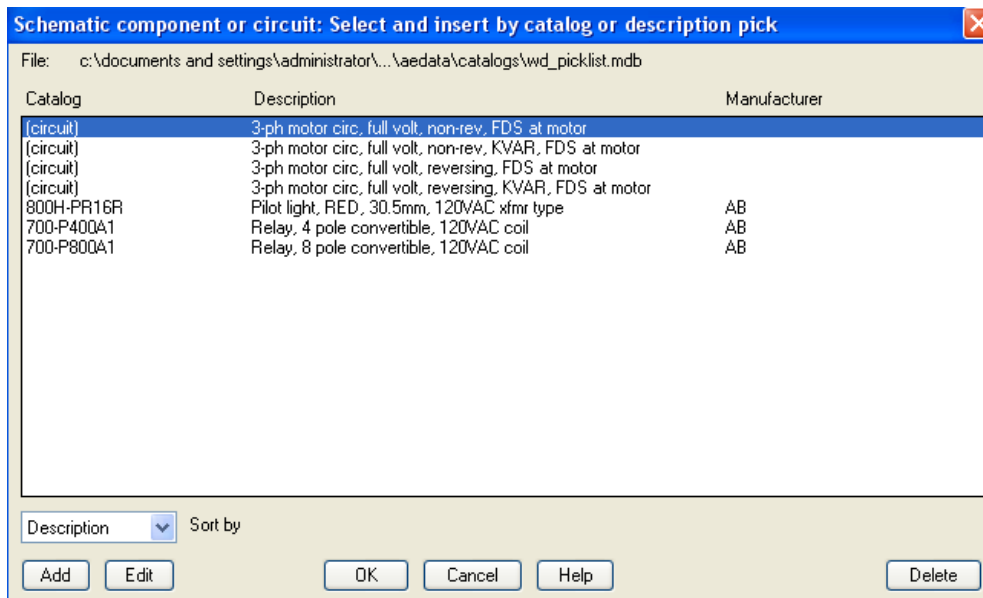 Schematic component or circuit: Select and insert by catalog or description pick
File: c:\documents and settings\administrator\...\aedata\catalogs\wd_picklist.mdb
Catalog Description Manufacturer
(circuit) 3-ph motor circ, full volt, non-rev, FDS at motor
(circuit) 3-ph motor circ, full volt, non-rev, KVAR, FDS at motor
(circuit) 3-ph motor circ, full volt, reversing, FDS at motor
(circuit) 3-ph motor circ, full volt, reversing, KVAR, FDS at motor
800H-PR16R Pilot light, RED, 30.5mm, 120VAC xfmr type AB
700-P400A1 Relay, 4 pole convertible, 120VAC coil AB
700-P800A1 Relay, 8 pole convertible, 120VAC coil AB
Description Sort by
Add Edit OK Cancel Help Delete